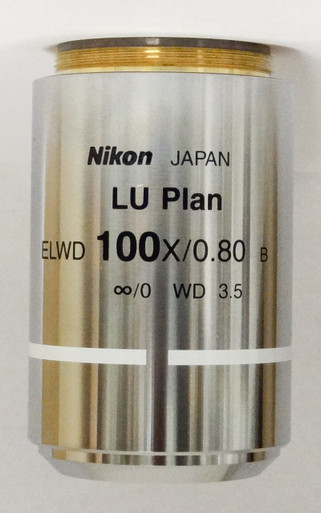 Nikon JAPAN
LU Plan
ELWD 100X/0.80 B
∞/0 WD 3.5